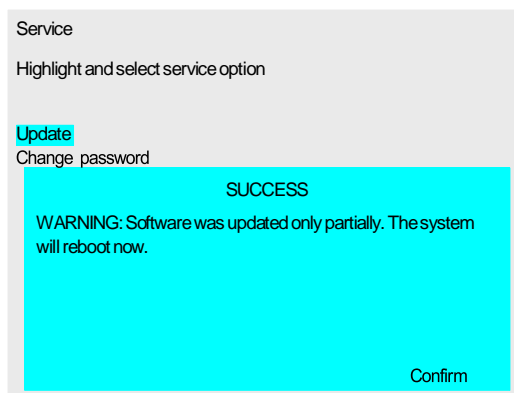 Service
Highlight and select service option
Update
Change password
SUCCESS
WARNING: Software was updated only partially. The system
will reboot now.
Confirm